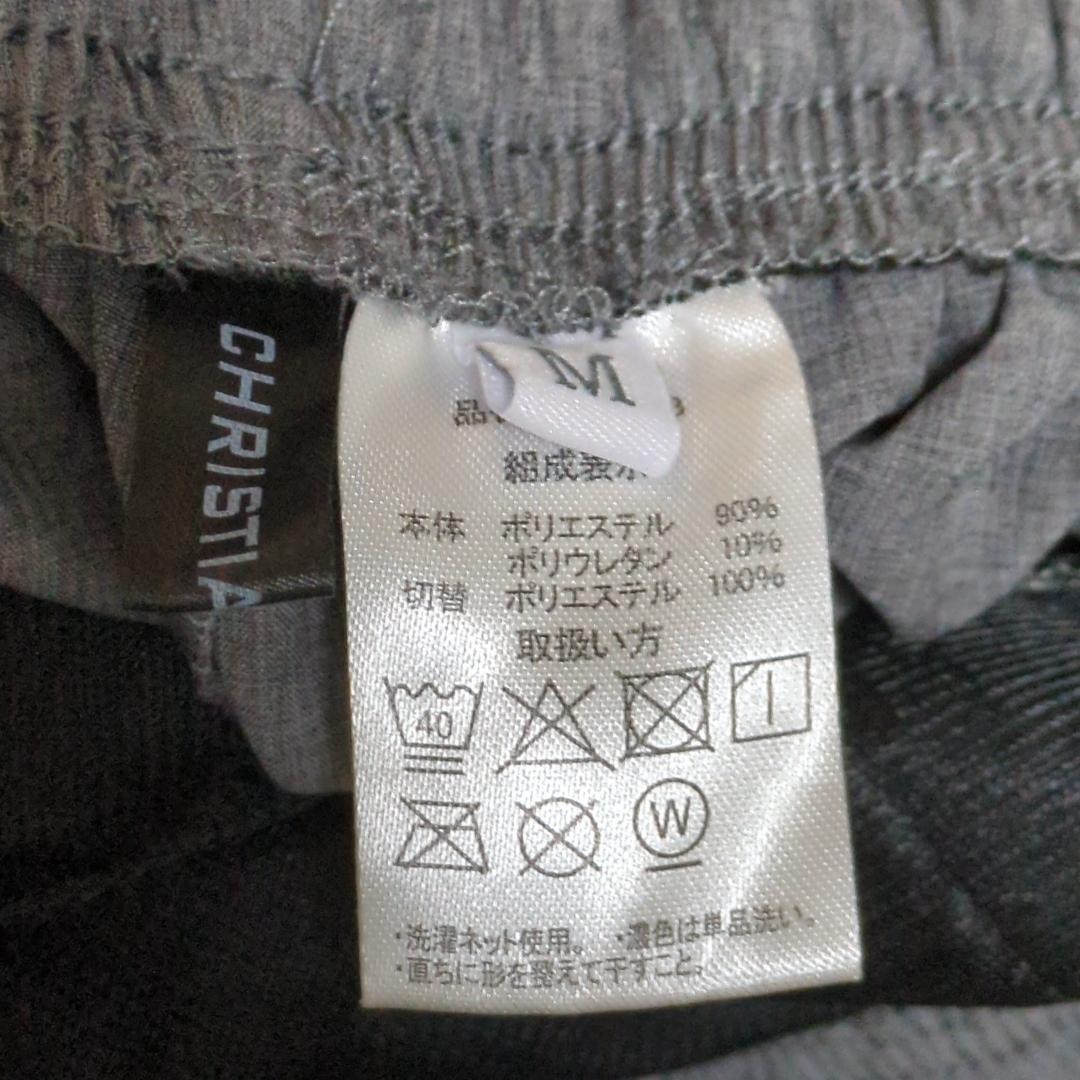 CHRISTIA
M
組成表示
本体 ポリエステル 90%
ポリウレタン 10%
切替 ポリエステル 100%
取扱い方
40
W
・洗濯ネット使用。 ・濃色は単品洗い。
・直ちに形を整えて干すこと。